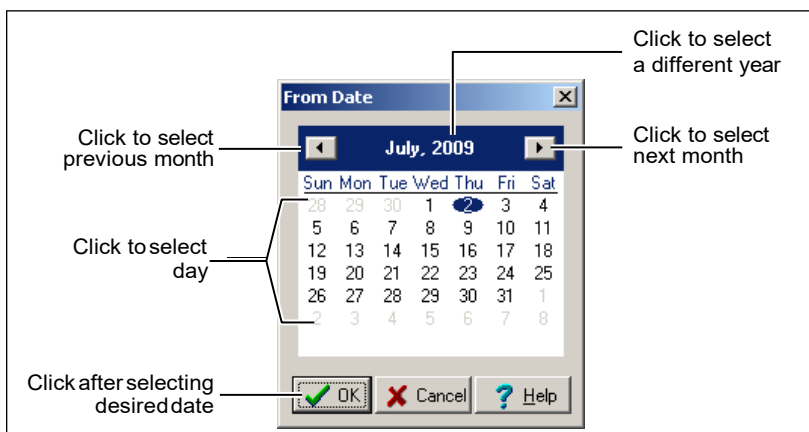 Click to select
a different year
From Date
Click to select
previous month
July, 2009
Click to select
next month
Sun Mon Tue Wed Thu Fri Sat
28 29 30 1 2 3 4
5 6 7 8 9 10 11
12 13 14 15 16 17 18
19 20 21 22 23 24 25
26 27 28 29 30 31 1
2 3 4 5 6 7 8
Click to select
day
Click after selecting
desired date
OK Cancel Help